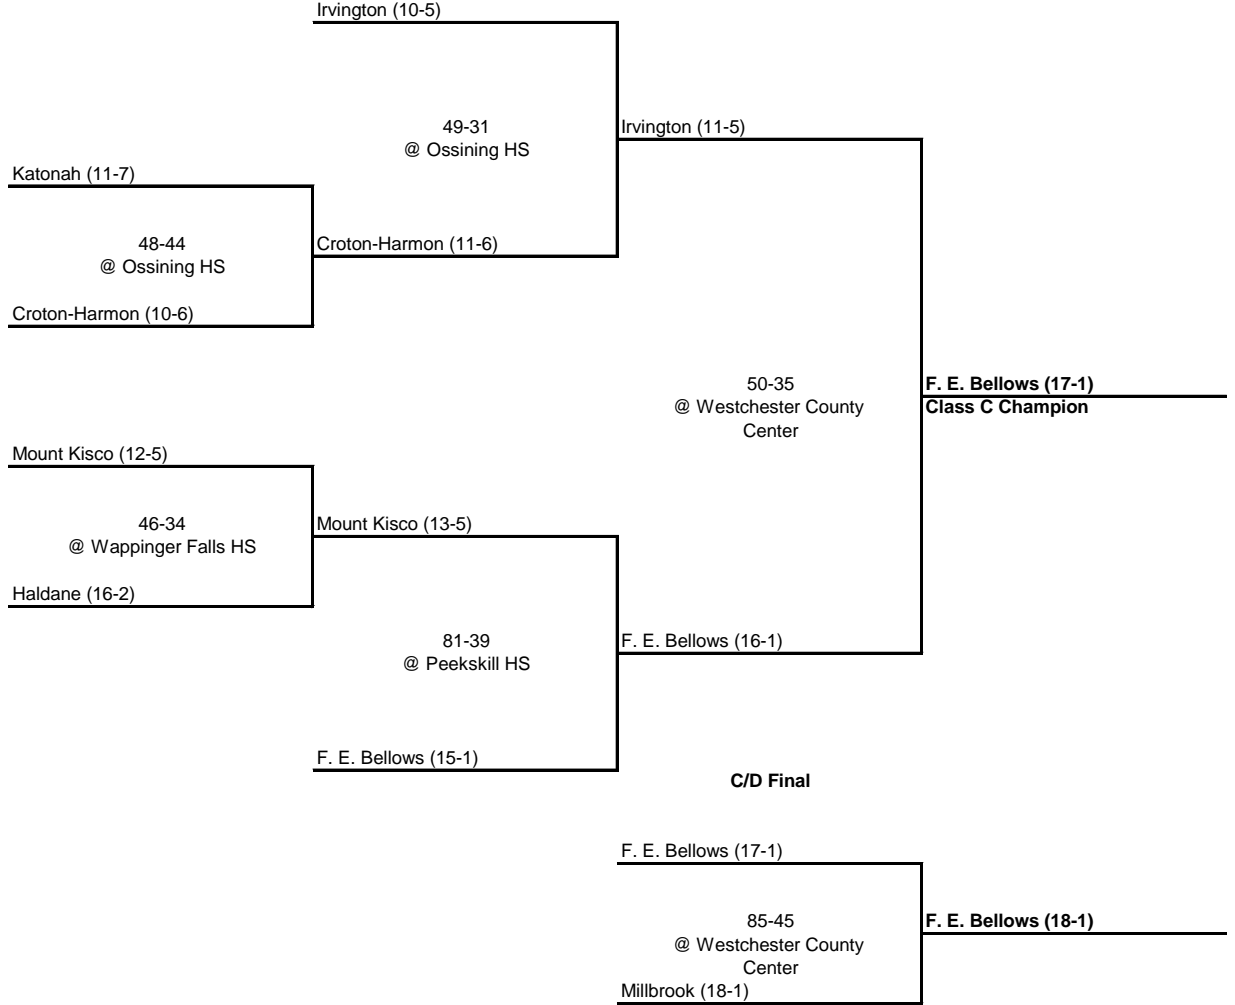 Irvington (10-5)
49-31
@ Ossining HS
Irvington (11-5)
Katonah (11-7)
48-44
@ Ossining HS
Croton-Harmon (11-6)
Croton-Harmon (10-6)
50-35
@ Westchester County
Center
F. E. Bellows (17-1)
Class C Champion
Mount Kisco (12-5)
46-34
@ Wappinger Falls HS
Mount Kisco (13-5)
Haldane (16-2)
81-39
@ Peekskill HS
F. E. Bellows (16-1)
F. E. Bellows (15-1)
C/D Final
F. E. Bellows (17-1)
85-45
@ Westchester County
Center
F. E. Bellows (18-1)
Millbrook (18-1)